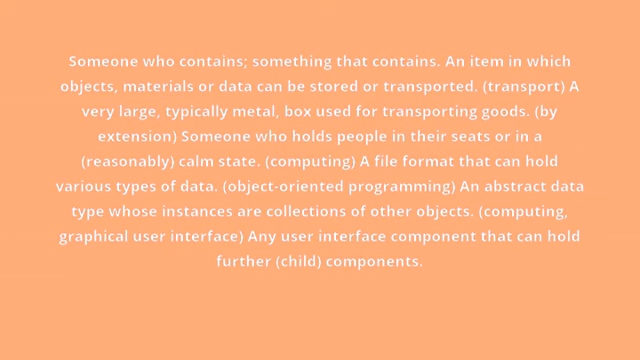 Someone who contains; something that contains. An item in which
objects, materials or data can be stored or transported. (transport) A
very large, typically metal, box used for transporting goods. (by
extension) Someone who holds people in their seats or in a
(reasonably) calm state. (computing) A file format that can hold
various types of data. (object-oriented programming) An abstract data
type whose instances are collections of other objects. (computing,
graphical user interface) Any user interface component that can hold
further (child) components.